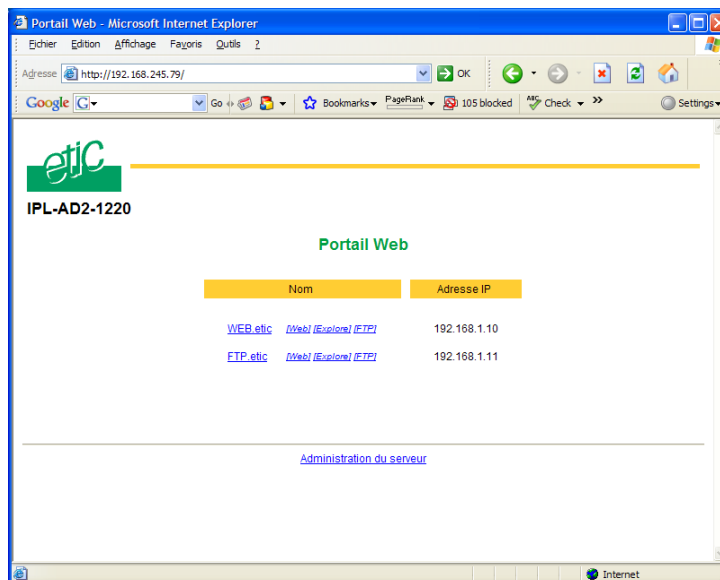 Portail Web - Microsoft Internet Explorer
Fichier Edition Affichage Favoris Outils ?
Adresse http://192.168.245.79/ OK
Google G Go Bookmarks PageRank 105 blocked ABC Check >> Settings
etic
IPL-AD2-1220
Portail Web
Nom Adresse IP
WEB.etic [Web] [Explore] [FTP] 192.168.1.10
FTP.etic [Web] [Explore] [FTP] 192.168.1.11
Administration du serveur
Internet